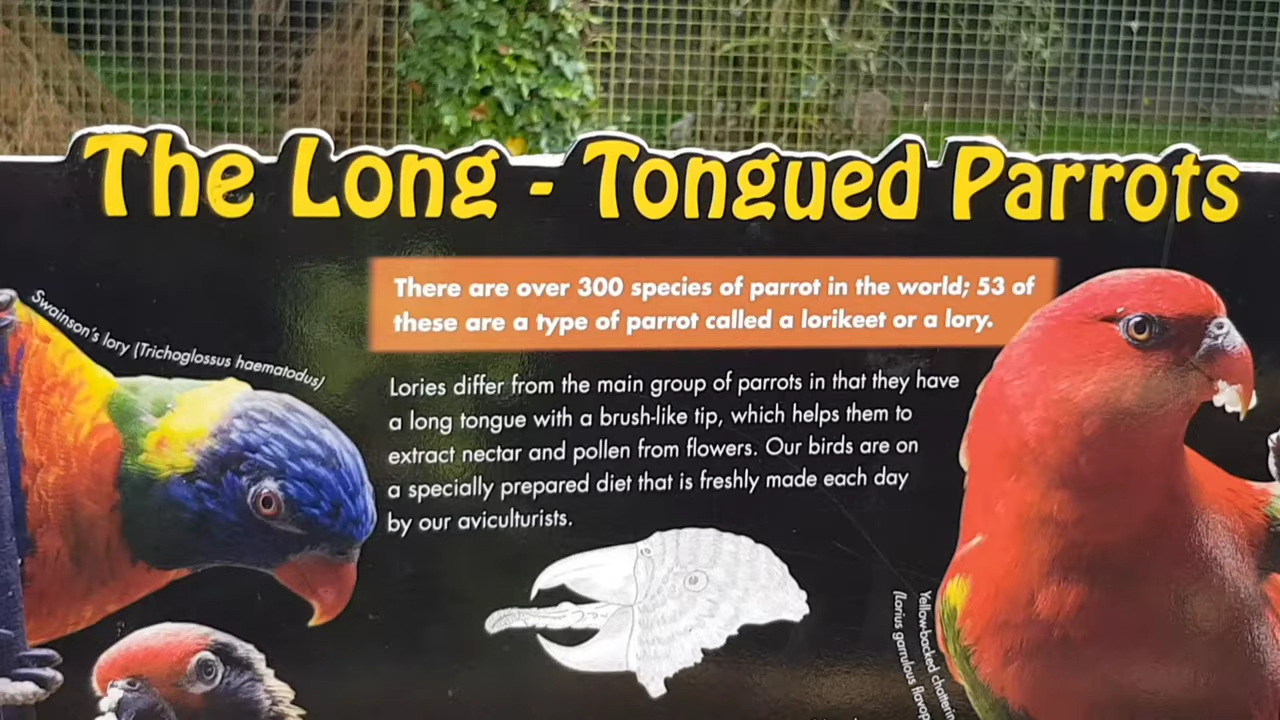 The Long - Tongued Parrots
There are over 300 species of parrot in the world; 53 of
these are a type of parrot called a lorikeet or a lory.
Swainson's lory (Trichoglossus haematodus)
Lories differ from the main group of parrots in that they have
a long tongue with a brush-like tip, which helps them to
extract nectar and pollen from flowers. Our birds are on
a specially prepared diet that is freshly made each day
by our aviculturists.
Yellow-backed
(Lorius garrulous